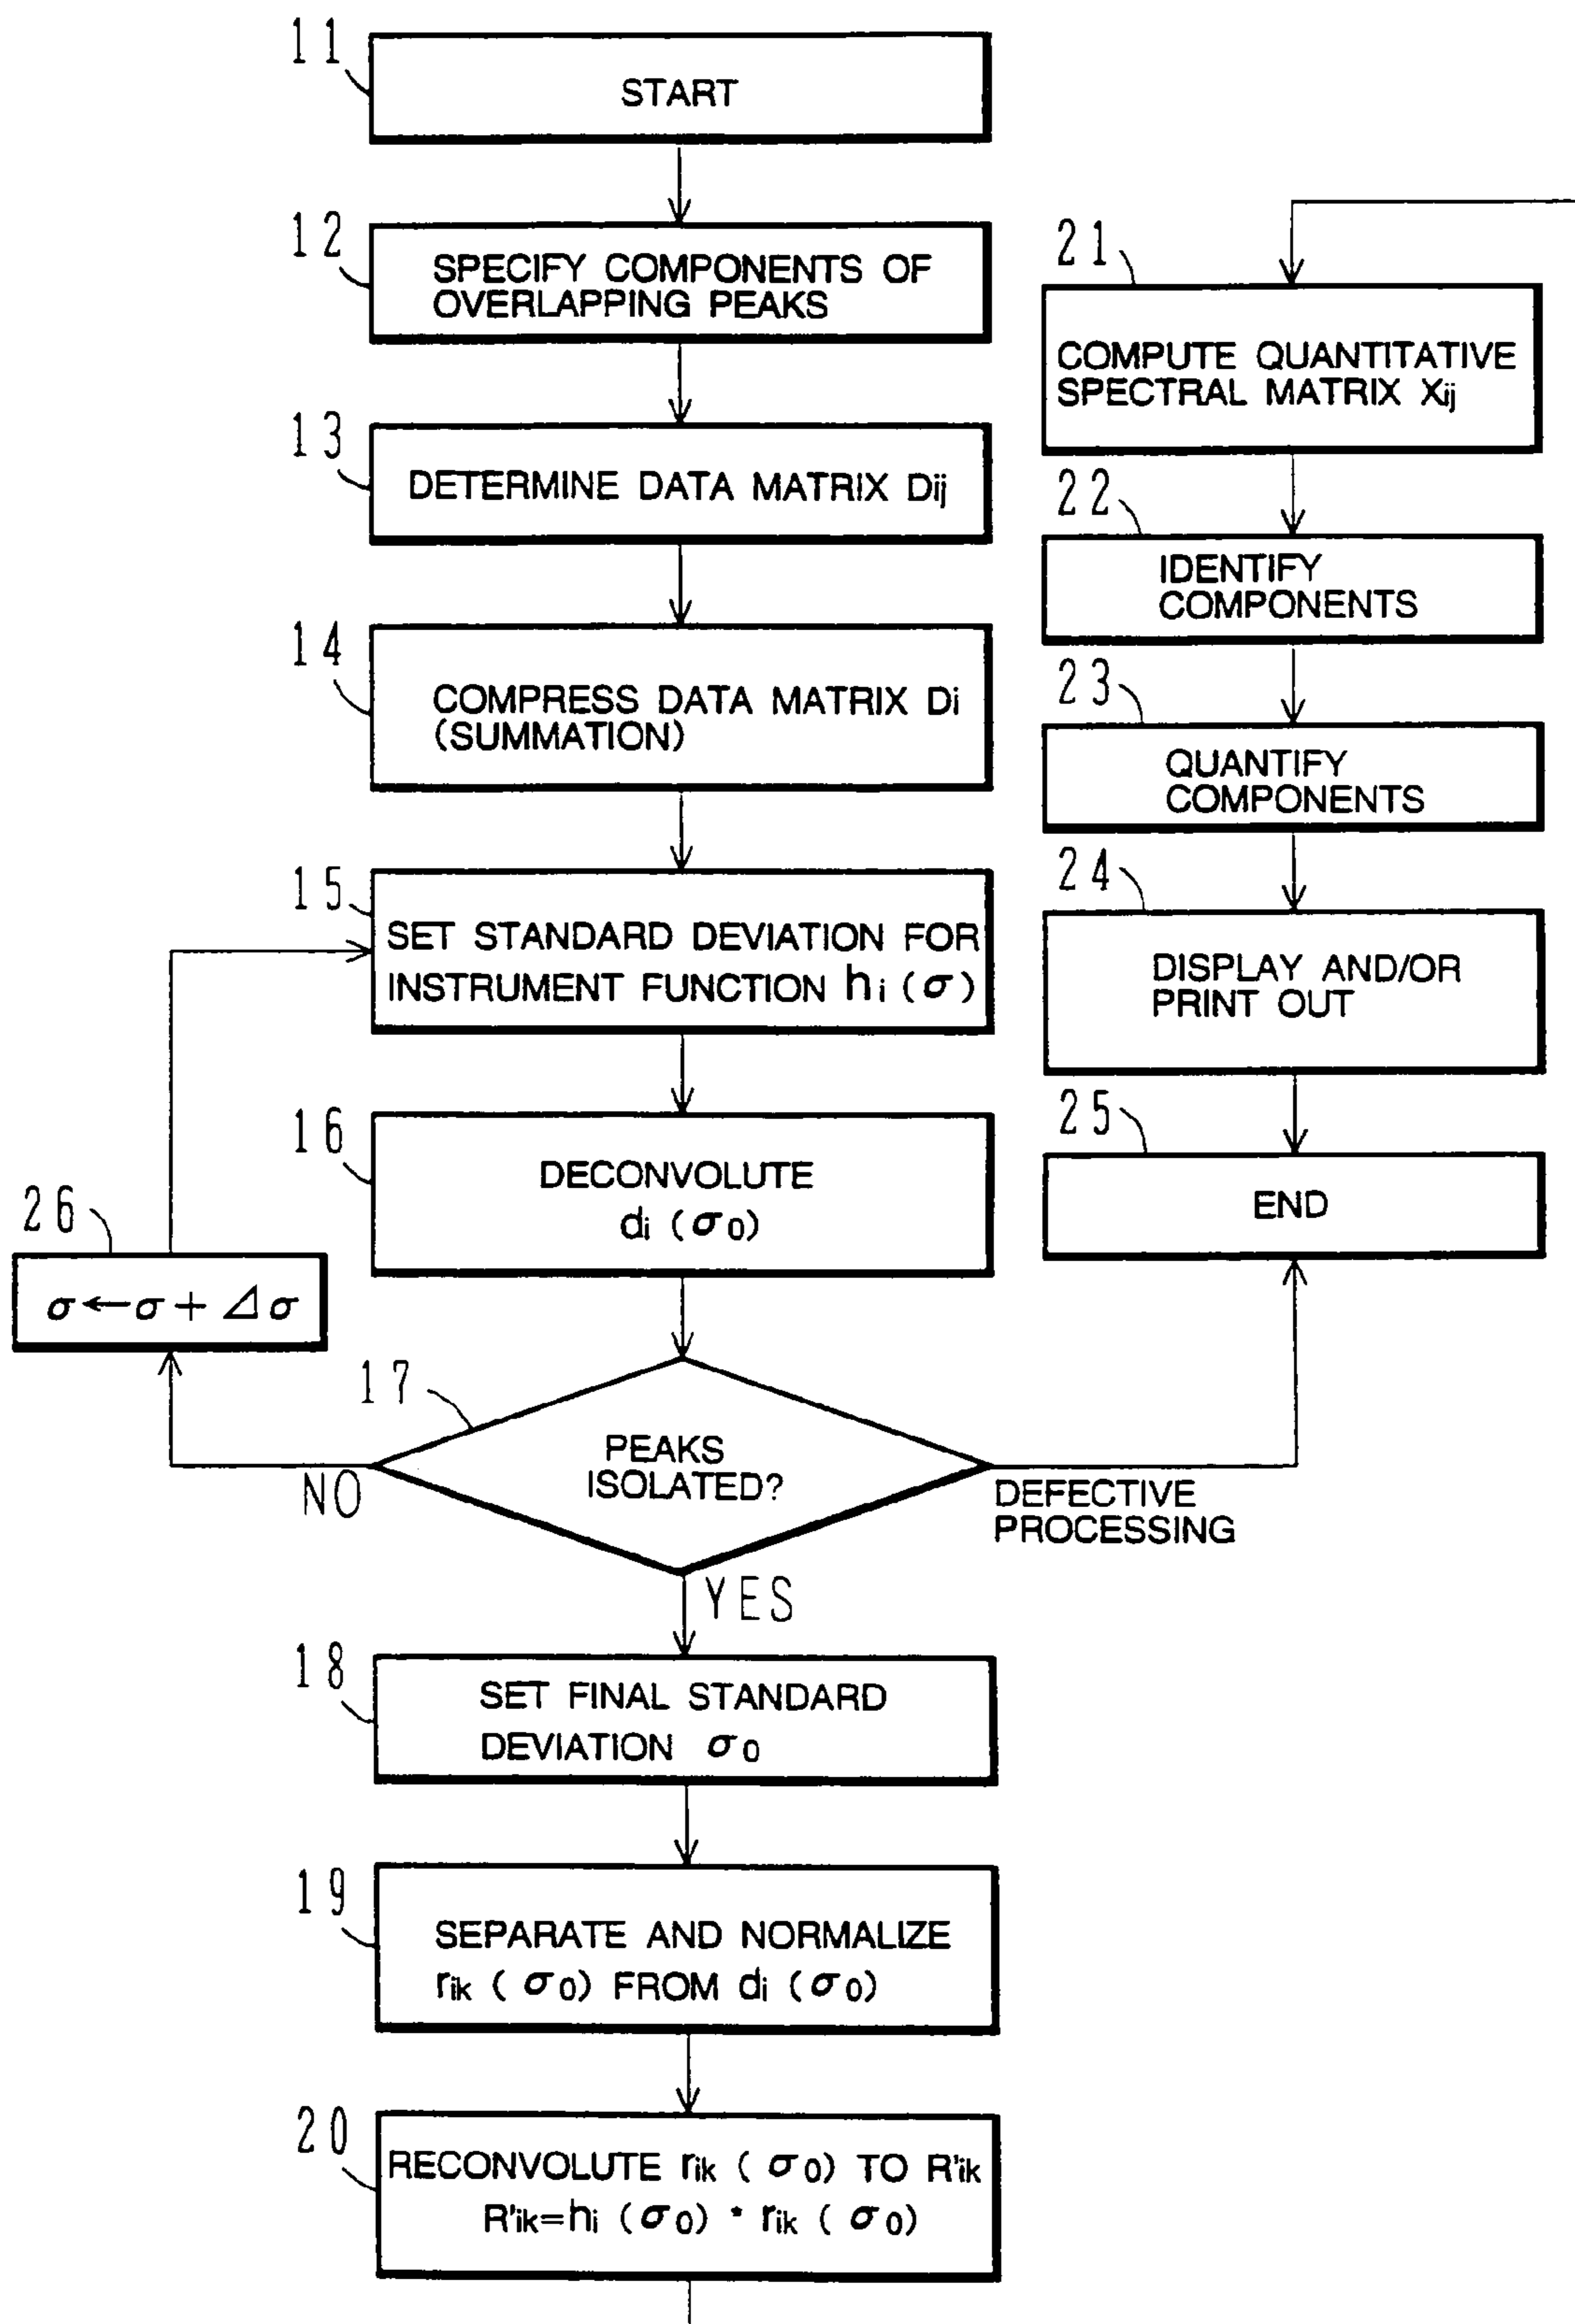 11
START
12
SPECIFY COMPONENTS OF
OVERLAPPING PEAKS
13
DETERMINE DATA MATRIX Dij
14
COMPRESS DATA MATRIX Di
(SUMMATION)
15
SET STANDARD DEVIATION FOR
INSTRUMENT FUNCTION hi (σ)
16
DECONVOLUTE
di (σ0)
26
σ←σ + Δσ
17
PEAKS
ISOLATED?
NO
DEFECTIVE
PROCESSING
YES
18
SET FINAL STANDARD
DEVIATION σ0
19
SEPARATE AND NORMALIZE
rik (σ0) FROM di (σ0)
20
RECONVOLUTE rik (σ0) TO R'ik
R'ik=hi (σ0) * rik (σ0)
21
COMPUTE QUANTITATIVE
SPECTRAL MATRIX Xij
22
IDENTIFY
COMPONENTS
23
QUANTIFY
COMPONENTS
24
DISPLAY AND/OR
PRINT OUT
25
END